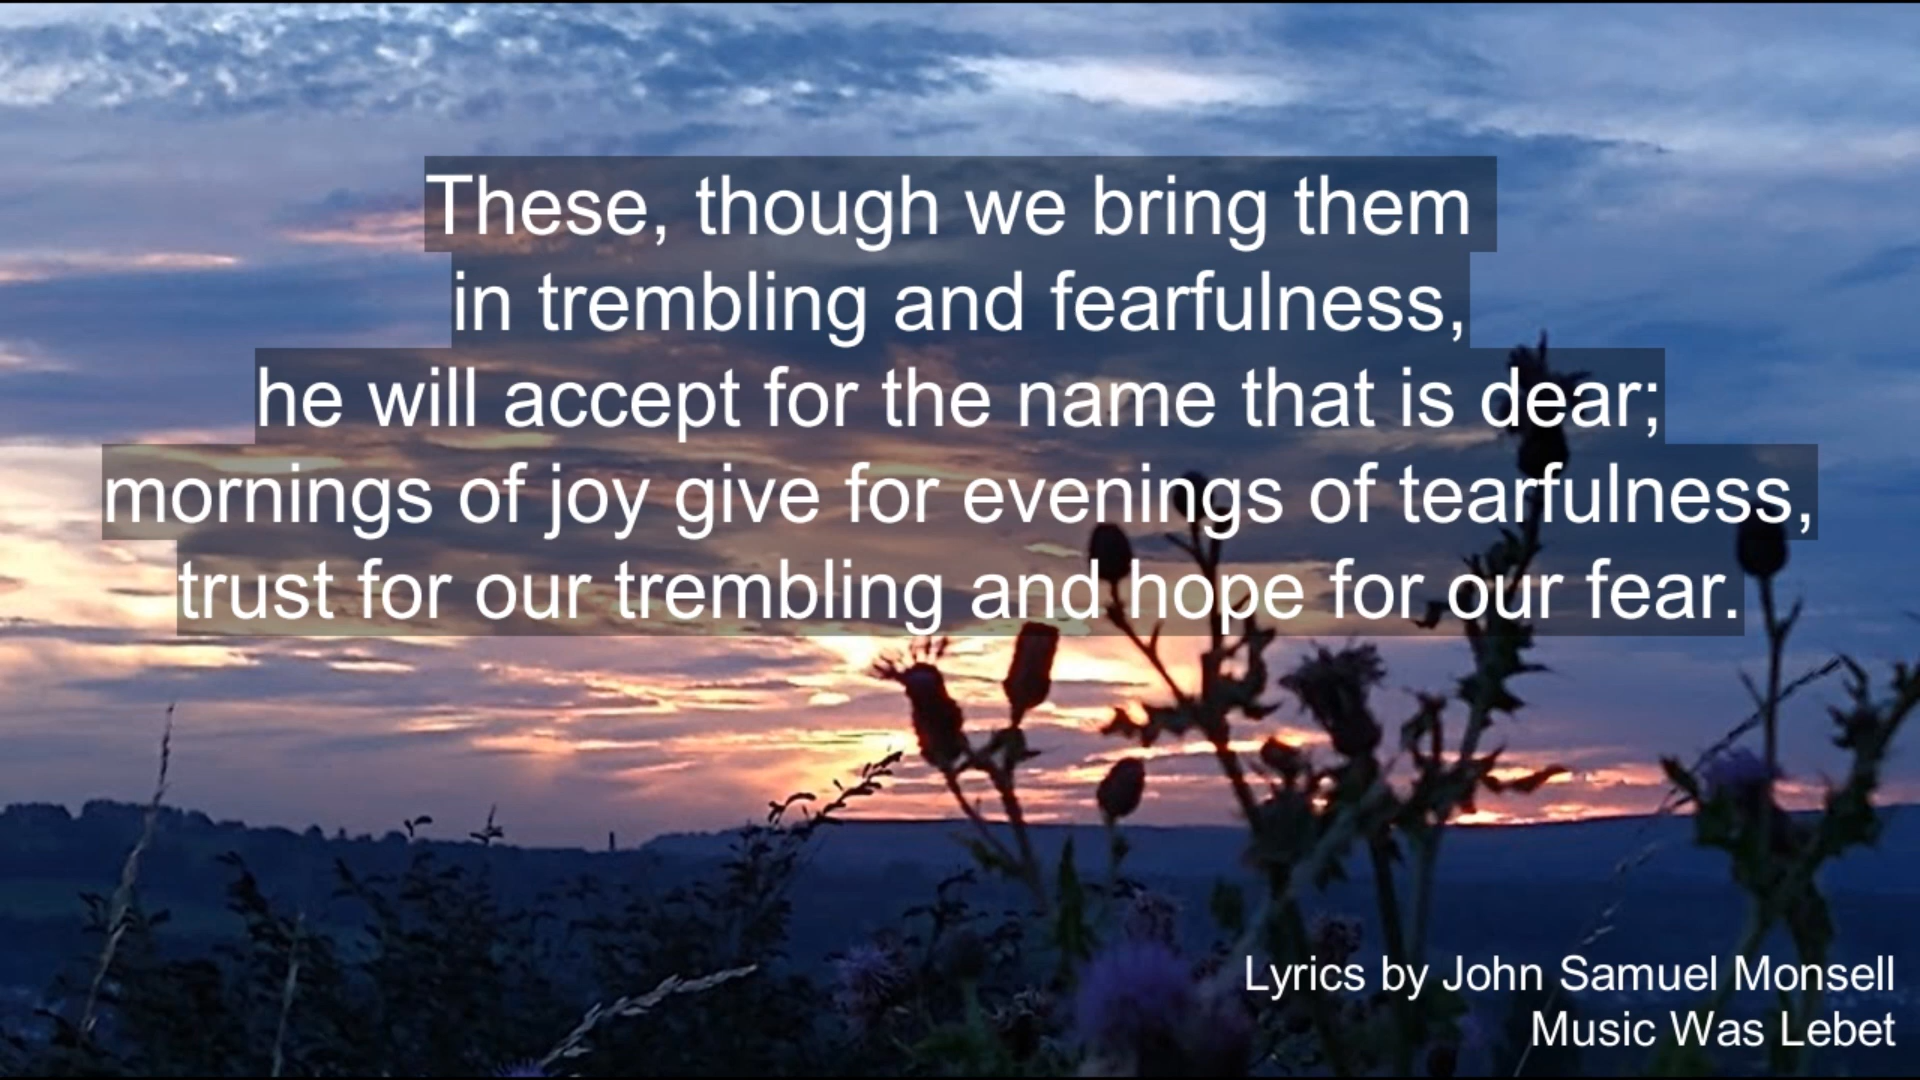 These, though we bring them
in trembling and fearfulness,
he will accept for the name that is dear;
mornings of joy give for evenings of tearfulness,
trust for our trembling and hope for our fear.
Lyrics by John Samuel Monsell
Music Was Lebet